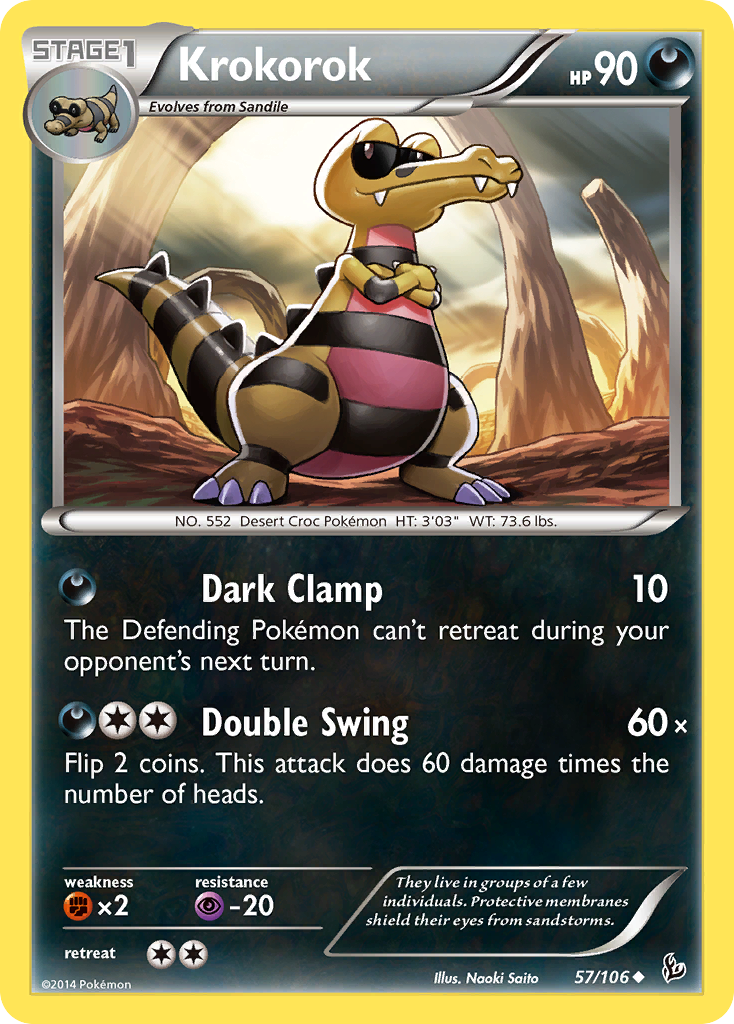 STAGE1
Krokorok
HP 90
Evolves from Sandile
NO. 552 Desert Croc Pokémon HT: 3'03" WT: 73.6 lbs.
Dark Clamp 10
The Defending Pokémon can't retreat during your
opponent's next turn.
Double Swing 60×
Flip 2 coins. This attack does 60 damage times the
number of heads.
weakness resistance
×2 -20
They live in groups of a few
individuals. Protective membranes
shield their eyes from sandstorms.
retreat
©2014 Pokémon
Illus. Naoki Saito
57/106